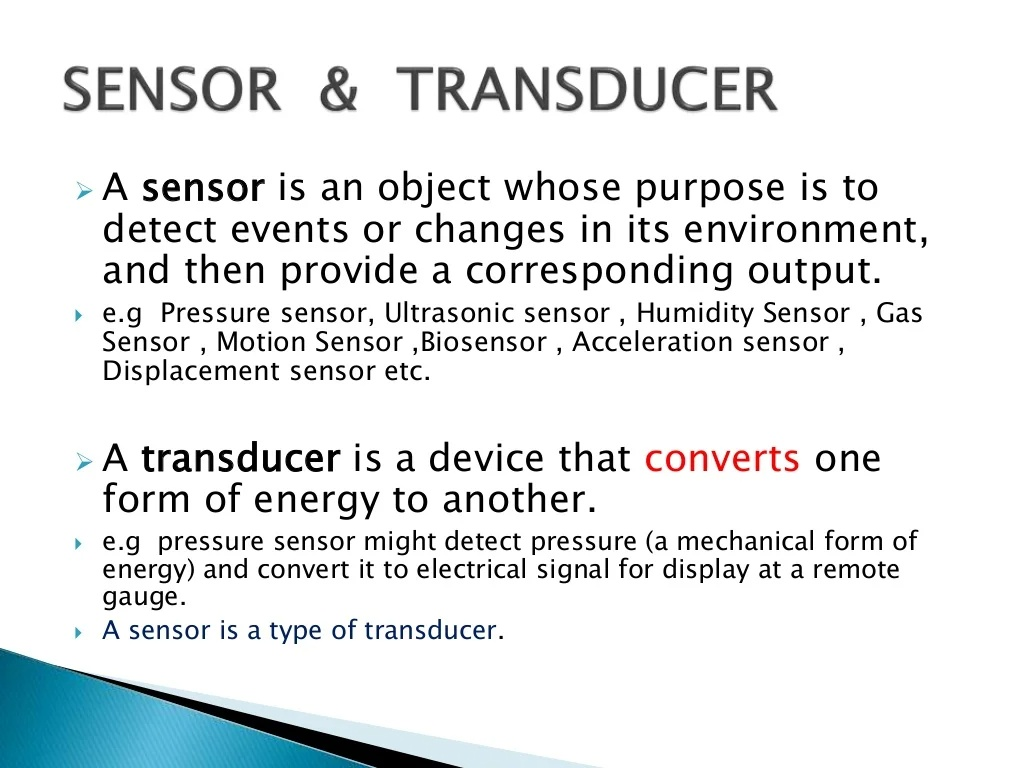 SENSOR & TRANSDUCER
A sensor is an object whose purpose is to
detect events or changes in its environment,
and then provide a corresponding output.
e.g Pressure sensor, Ultrasonic sensor , Humidity Sensor , Gas
Sensor , Motion Sensor ,Biosensor , Acceleration sensor ,
Displacement sensor etc.
A transducer is a device that converts one
form of energy to another.
e.g pressure sensor might detect pressure (a mechanical form of
energy) and convert it to electrical signal for display at a remote
gauge.
A sensor is a type of transducer.